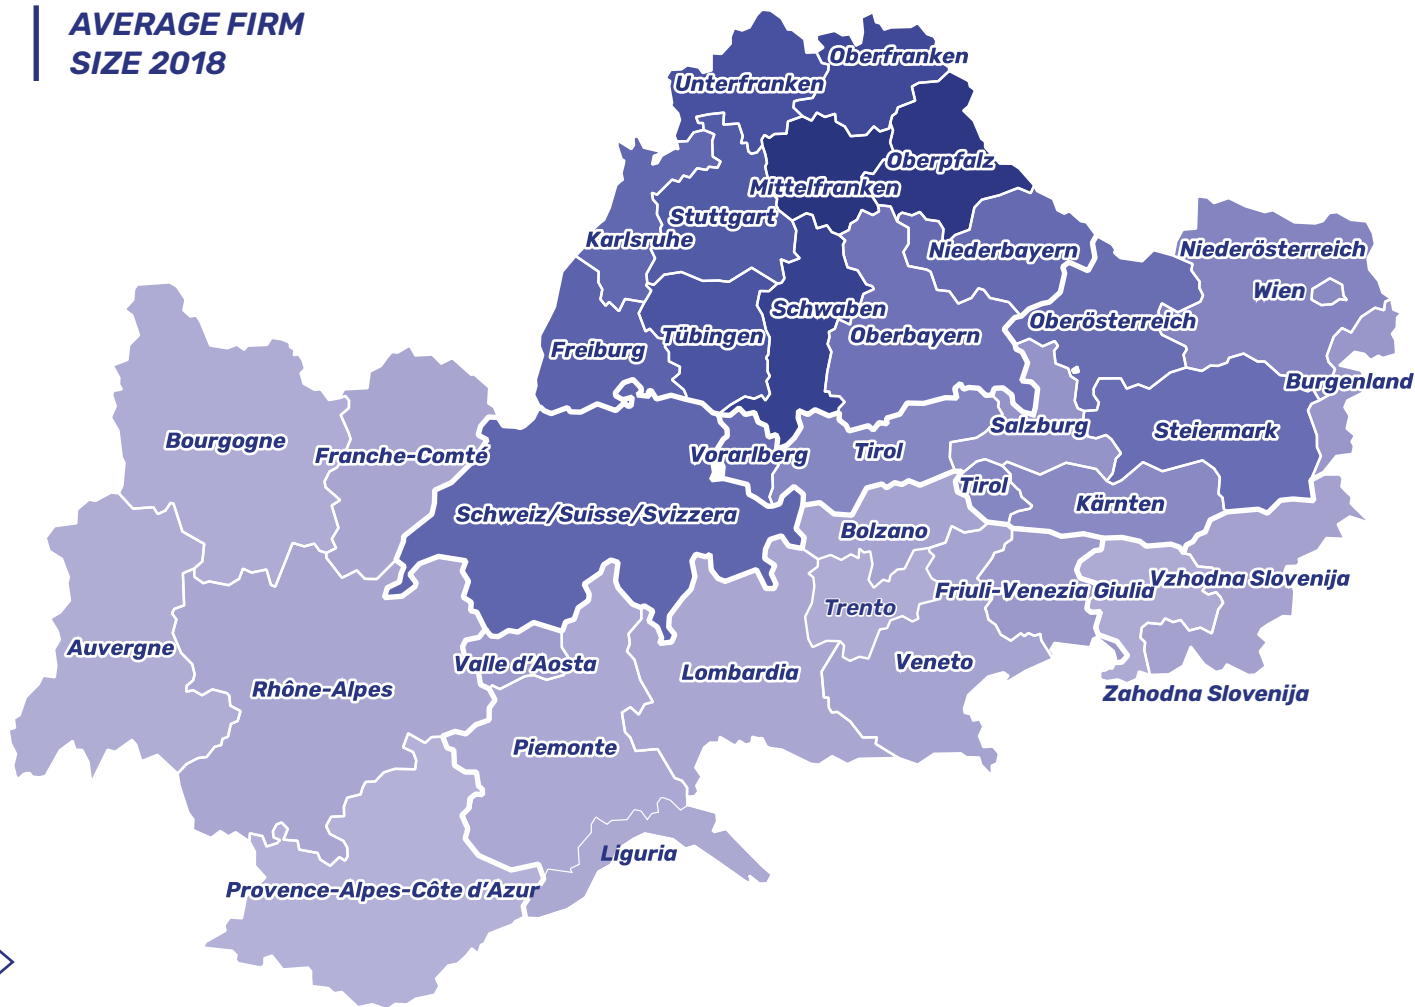 AVERAGE FIRM
SIZE 2018
Oberfranken
Unterfranken
Oberpfalz
Mittelfranken
Stuttgart
Karlsruhe
Niederbayern
Niederösterreich
Wien
Schwaben
Oberösterreich
Tübingen
Oberbayern
Freiburg
Burgenland
Salzburg
Steiermark
Bourgogne
Franche-Comté
Vorarlberg
Tirol
Tirol
Kärnten
Schweiz/Suisse/Svizzera
Bolzano
Vzhodna Slovenija
Friuli-Venezia Giulia
Trento
Auvergne
Valle d'Aosta
Veneto
Lombardia
Rhône-Alpes
Zahodna Slovenija
Piemonte
Liguria
Provence-Alpes-Côte d'Azur